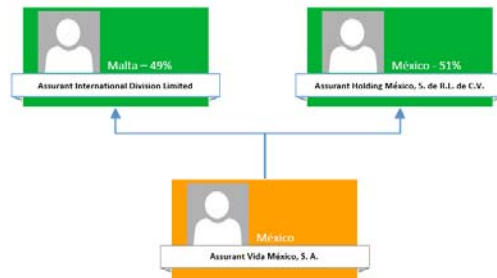 Malta – 49%
Assurant International Division Limited
México - 51%
Assurant Holding México, S. de R.L. de C.V.
México
Assurant Vida México, S. A.